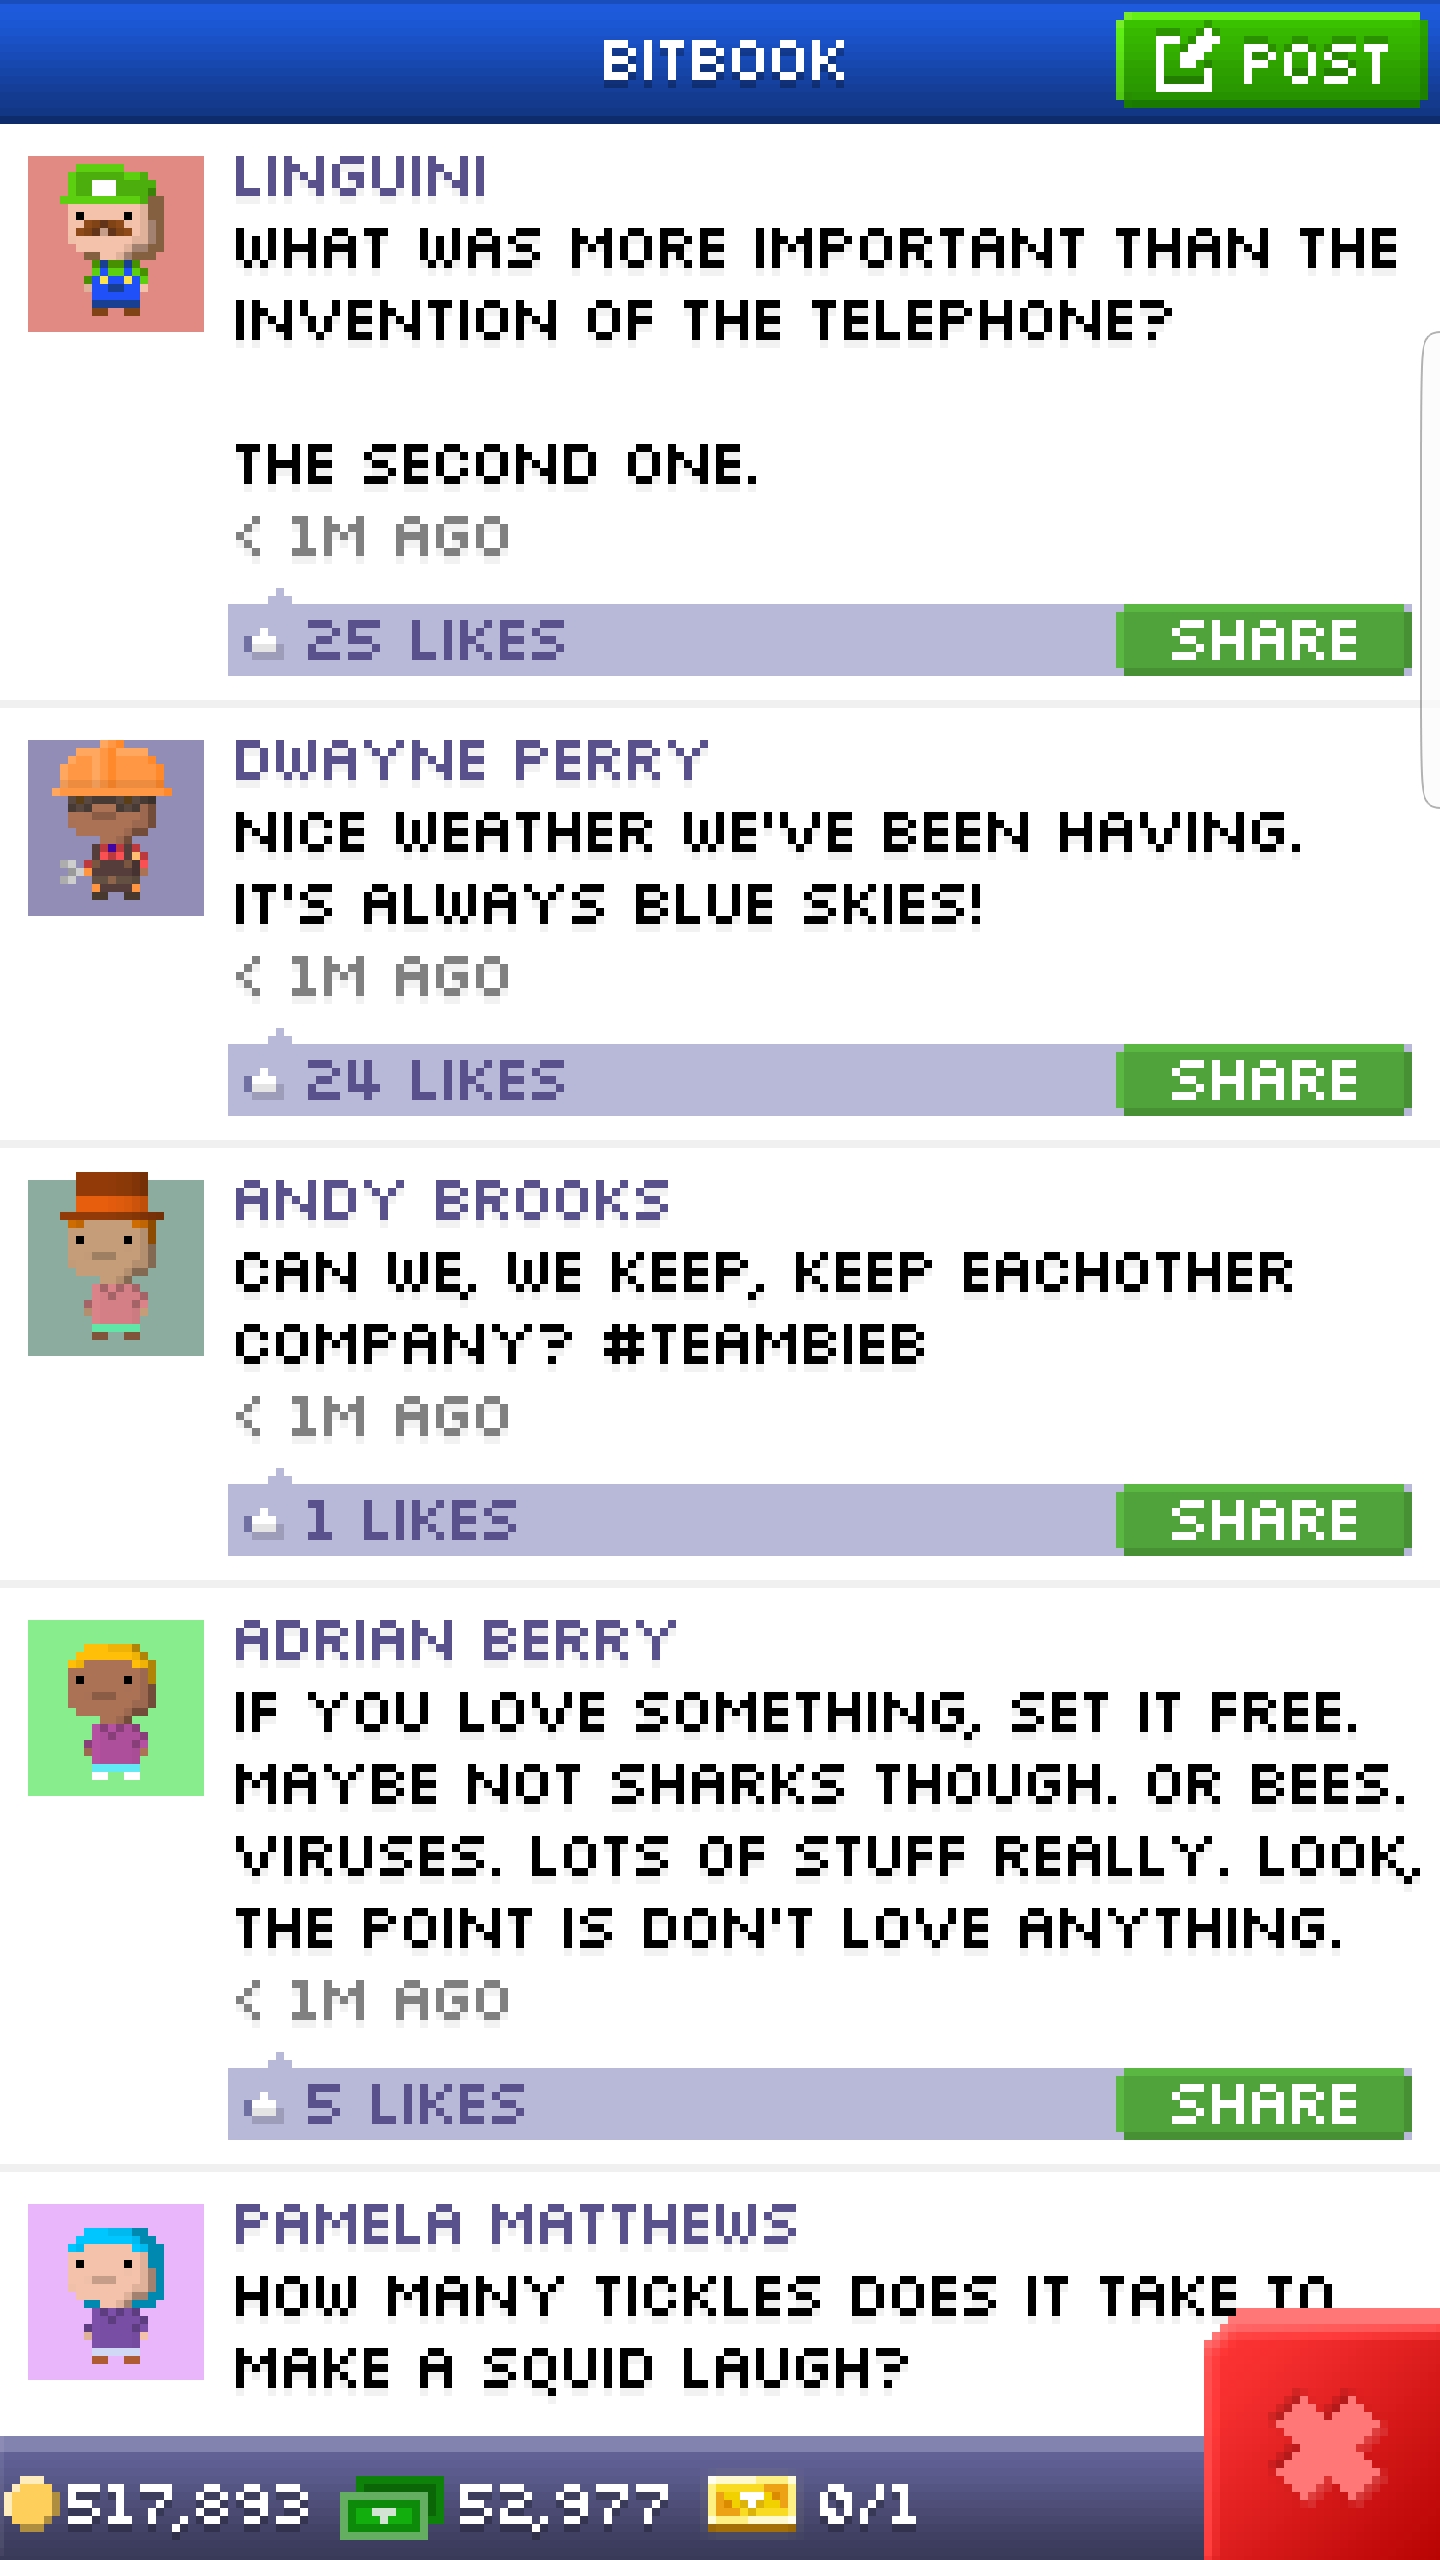 BITBOOK
POST
LINGUINI
WHAT WAS MORE IMPORTANT THAN THE
INVENTION OF THE TELEPHONE?
THE SECOND ONE.
< 1M AGO
25 LIKES
SHARE
DWAYNE PERRY
NICE WEATHER WE'VE BEEN HAVING.
IT'S ALWAYS BLUE SKIES!
< 1M AGO
24 LIKES
SHARE
ANDY BROOKS
CAN WE, WE KEEP, KEEP EACHOTHER
COMPANY? #TEAMBIEB
< 1M AGO
1 LIKES
SHARE
ADRIAN BERRY
IF YOU LOVE SOMETHING, SET IT FREE.
MAYBE NOT SHARKS THOUGH. OR BEES.
VIRUSES. LOTS OF STUFF REALLY. LOOK,
THE POINT IS DON'T LOVE ANYTHING.
< 1M AGO
5 LIKES
SHARE
PAMELA MATTHEWS
HOW MANY TICKLES DOES IT TAKE TO
MAKE A SQUID LAUGH?
517,893
52,977
0/1